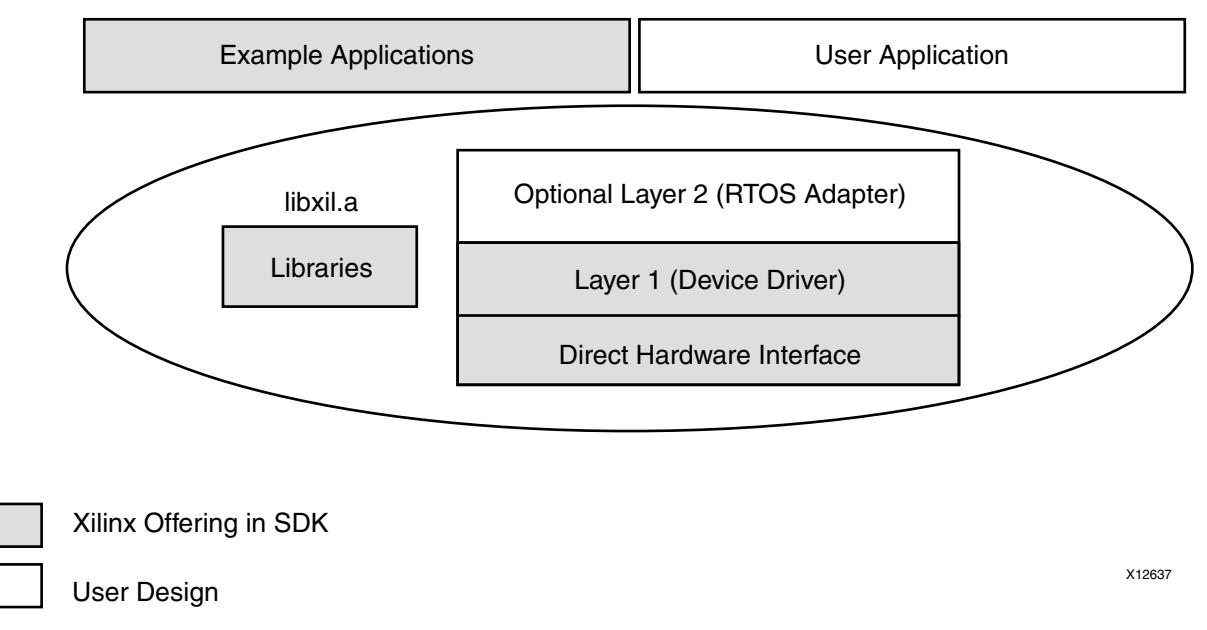 Example Applications
User Application
libxil.a
Libraries
Optional Layer 2 (RTOS Adapter)
Layer 1 (Device Driver)
Direct Hardware Interface
Xilinx Offering in SDK
User Design
X12637